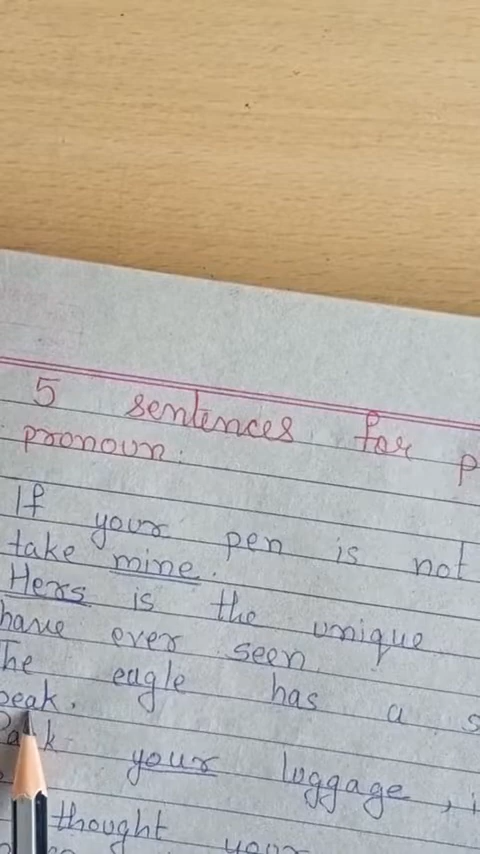 5 sentences for p
pronoun.
If your pen is not
take mine.
Hers is the unique
have ever seen
The eagle has a s
beak.
your luggage, i
thought your